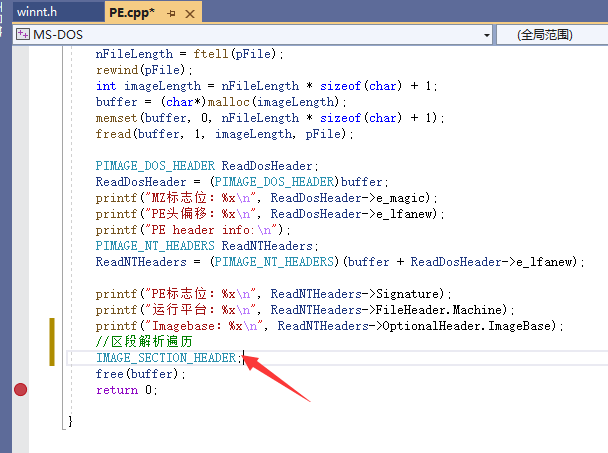 winnt.h
PE.cpp*
MS-DOS
(全局范围)
nFileLength = ftell(pFile);
rewind(pFile);
int imageLength = nFileLength * sizeof(char) + 1;
buffer = (char*)malloc(imageLength);
memset(buffer, 0, nFileLength * sizeof(char) + 1);
fread(buffer, 1, imageLength, pFile);
PIMAGE_DOS_HEADER ReadDosHeader;
ReadDosHeader = (PIMAGE_DOS_HEADER)buffer;
printf("MZ标志位：%x\n", ReadDosHeader->e_magic);
printf("PE头偏移：%x\n", ReadDosHeader->e_lfanew);
printf("PE header info:\n");
PIMAGE_NT_HEADERS ReadNTHeaders;
ReadNTHeaders = (PIMAGE_NT_HEADERS)(buffer + ReadDosHeader->e_lfanew);
printf("PE标志位：%x\n", ReadNTHeaders->Signature);
printf("运行平台：%x\n", ReadNTHeaders->FileHeader.Machine);
printf("Imagebase：%x\n", ReadNTHeaders->OptionalHeader.ImageBase);
//区段解析遍历
IMAGE_SECTION_HEADER;
free(buffer);
return 0;
}